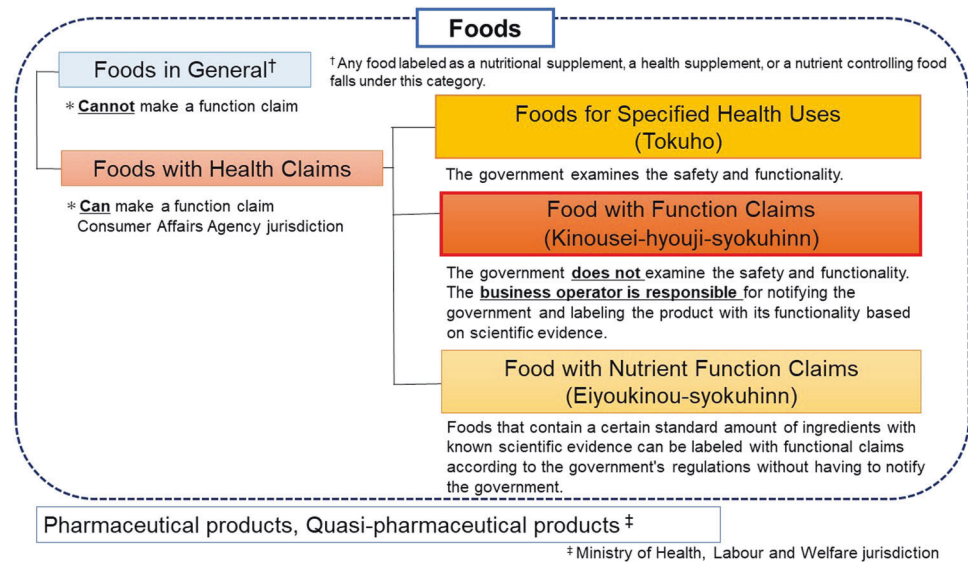 Foods
Foods in General†
† Any food labeled as a nutritional supplement, a health supplement, or a nutrient controlling food
falls under this category.
* Cannot make a function claim
Foods with Health Claims
* Can make a function claim
Consumer Affairs Agency jurisdiction
Foods for Specified Health Uses
(Tokuho)
The government examines the safety and functionality.
Food with Function Claims
(Kinousei-hyouji-syokuhinn)
The government does not examine the safety and functionality.
The business operator is responsible for notifying the
government and labeling the product with its functionality based
on scientific evidence.
Food with Nutrient Function Claims
(Eiyoukinou-syokuhinn)
Foods that contain a certain standard amount of ingredients with
known scientific evidence can be labeled with functional claims
according to the government's regulations without having to notify
the government.
Pharmaceutical products, Quasi-pharmaceutical products ‡
‡ Ministry of Health, Labour and Welfare jurisdiction